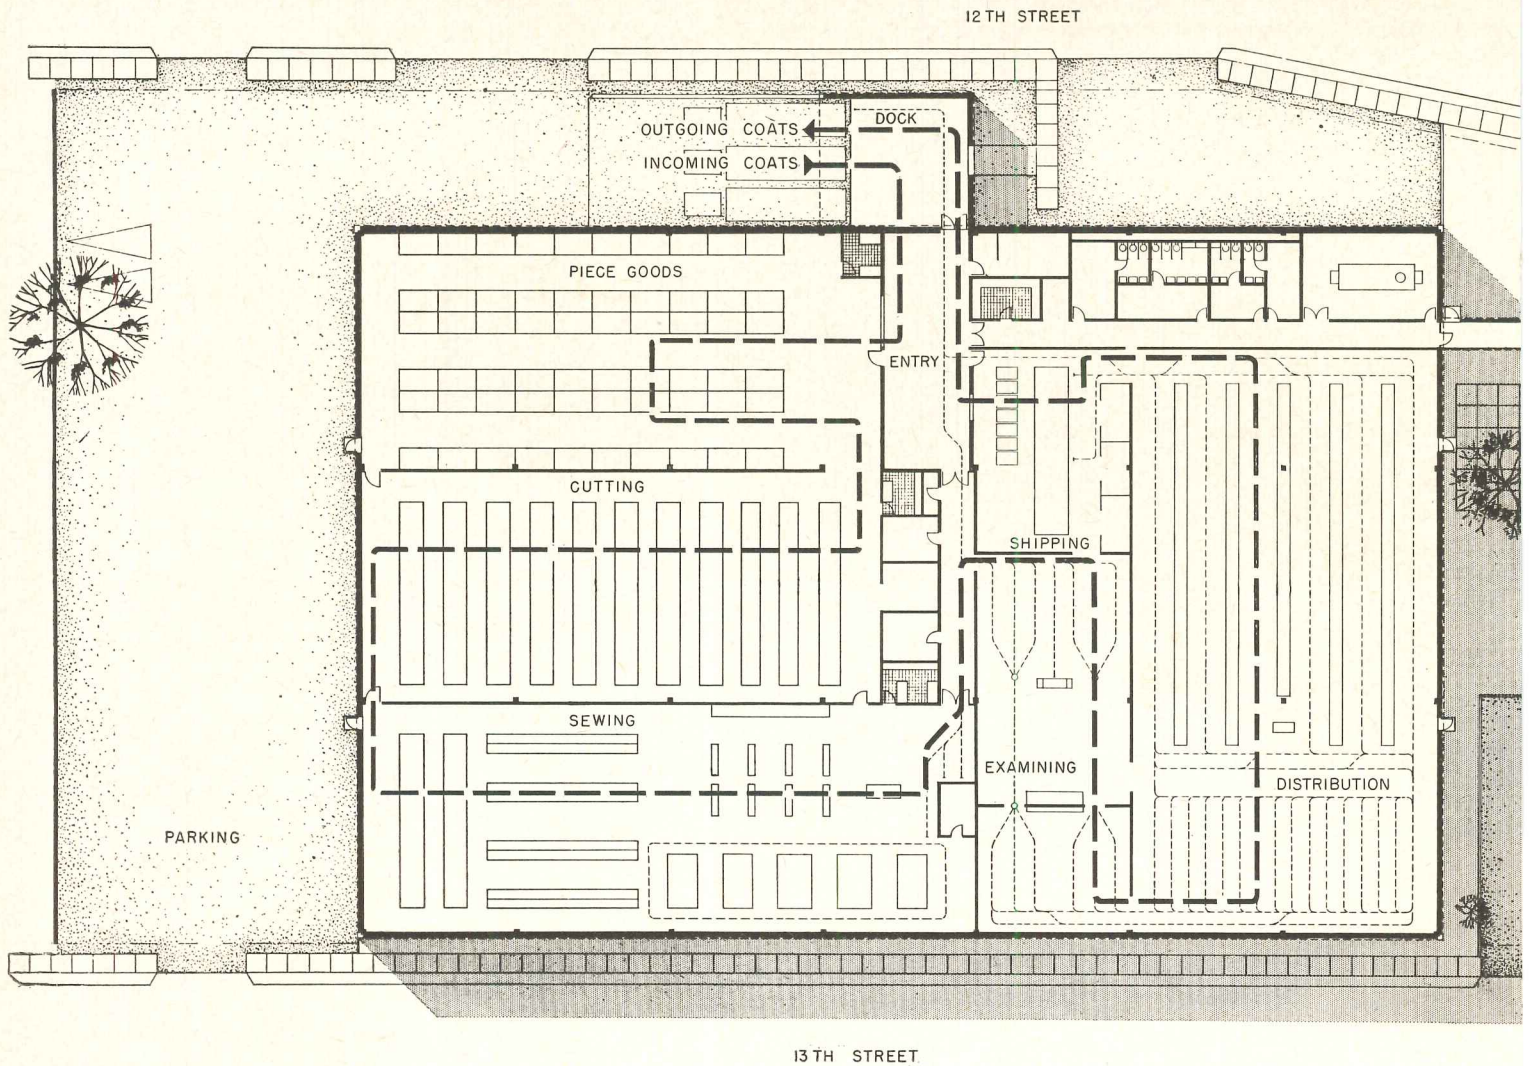 12TH STREET
DOCK
OUTGOING COATS
INCOMING COATS
PIECE GOODS
ENTRY
CUTTING
SHIPPING
SEWING
EXAMINING
DISTRIBUTION
PARKING
13TH STREET